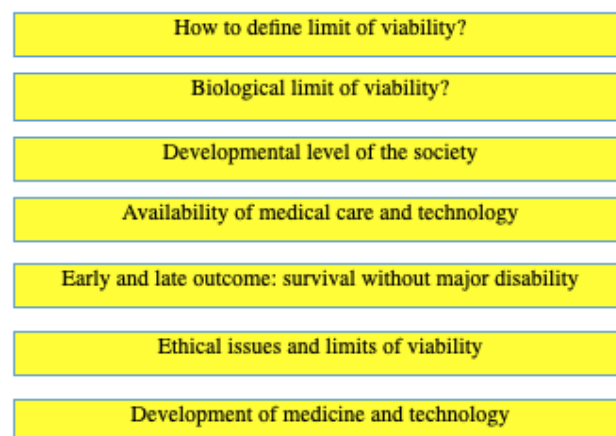 How to define limit of viability?
Biological limit of viability?
Developmental level of the society
Availability of medical care and technology
Early and late outcome: survival without major disability
Ethical issues and limits of viability
Development of medicine and technology